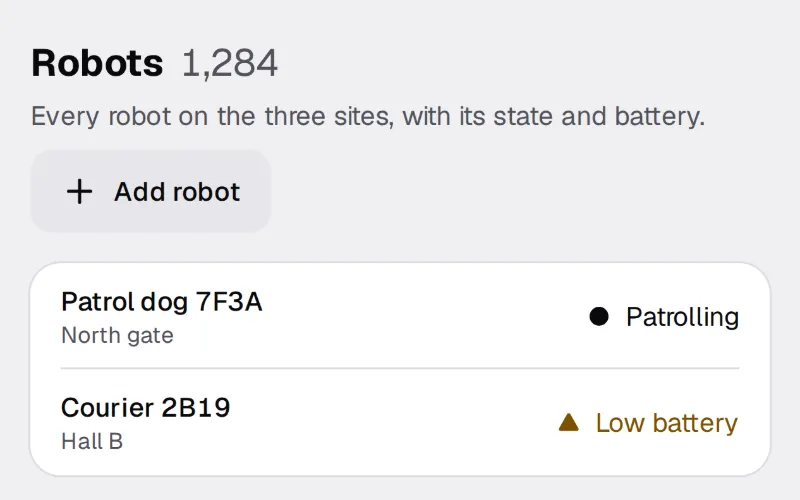 Robots 1,284
Every robot on the three sites, with its state and battery.
Add robot
Patrol dog 7F3A
North gate
Patrolling
Courier 2B19
Hall B
Low battery